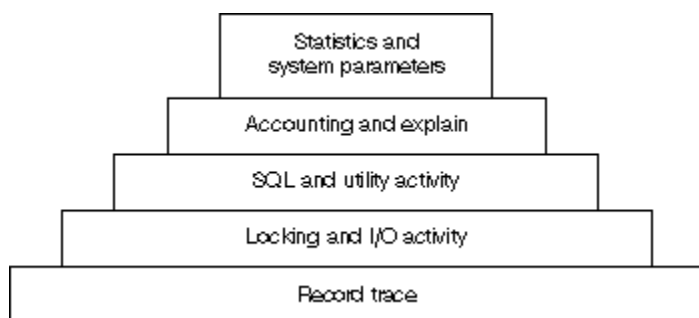 Statistics and
system parameters
Accounting and explain
SQL and utility activity
Locking and I/O activity
Record trace